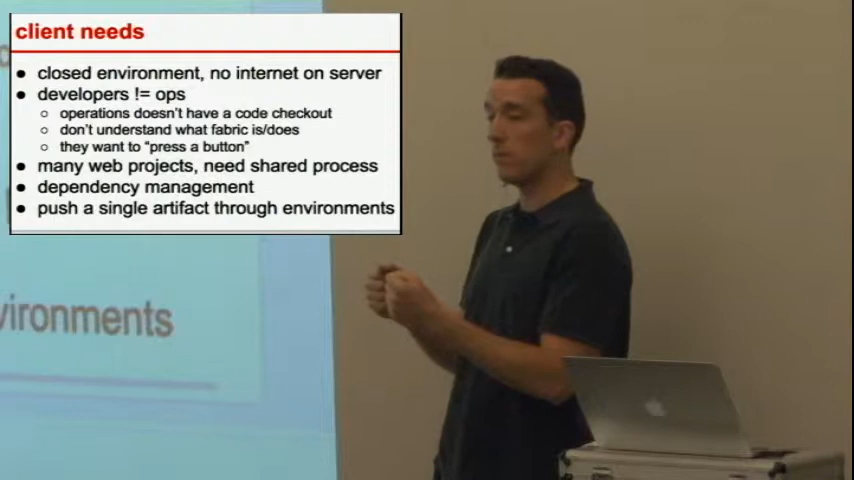 client needs
● closed environment, no internet on server
● developers != ops
○ operations doesn't have a code checkout
○ don't understand what fabric is/does
○ they want to “press a button”
● many web projects, need shared process
● dependency management
● push a single artifact through environments
vironments